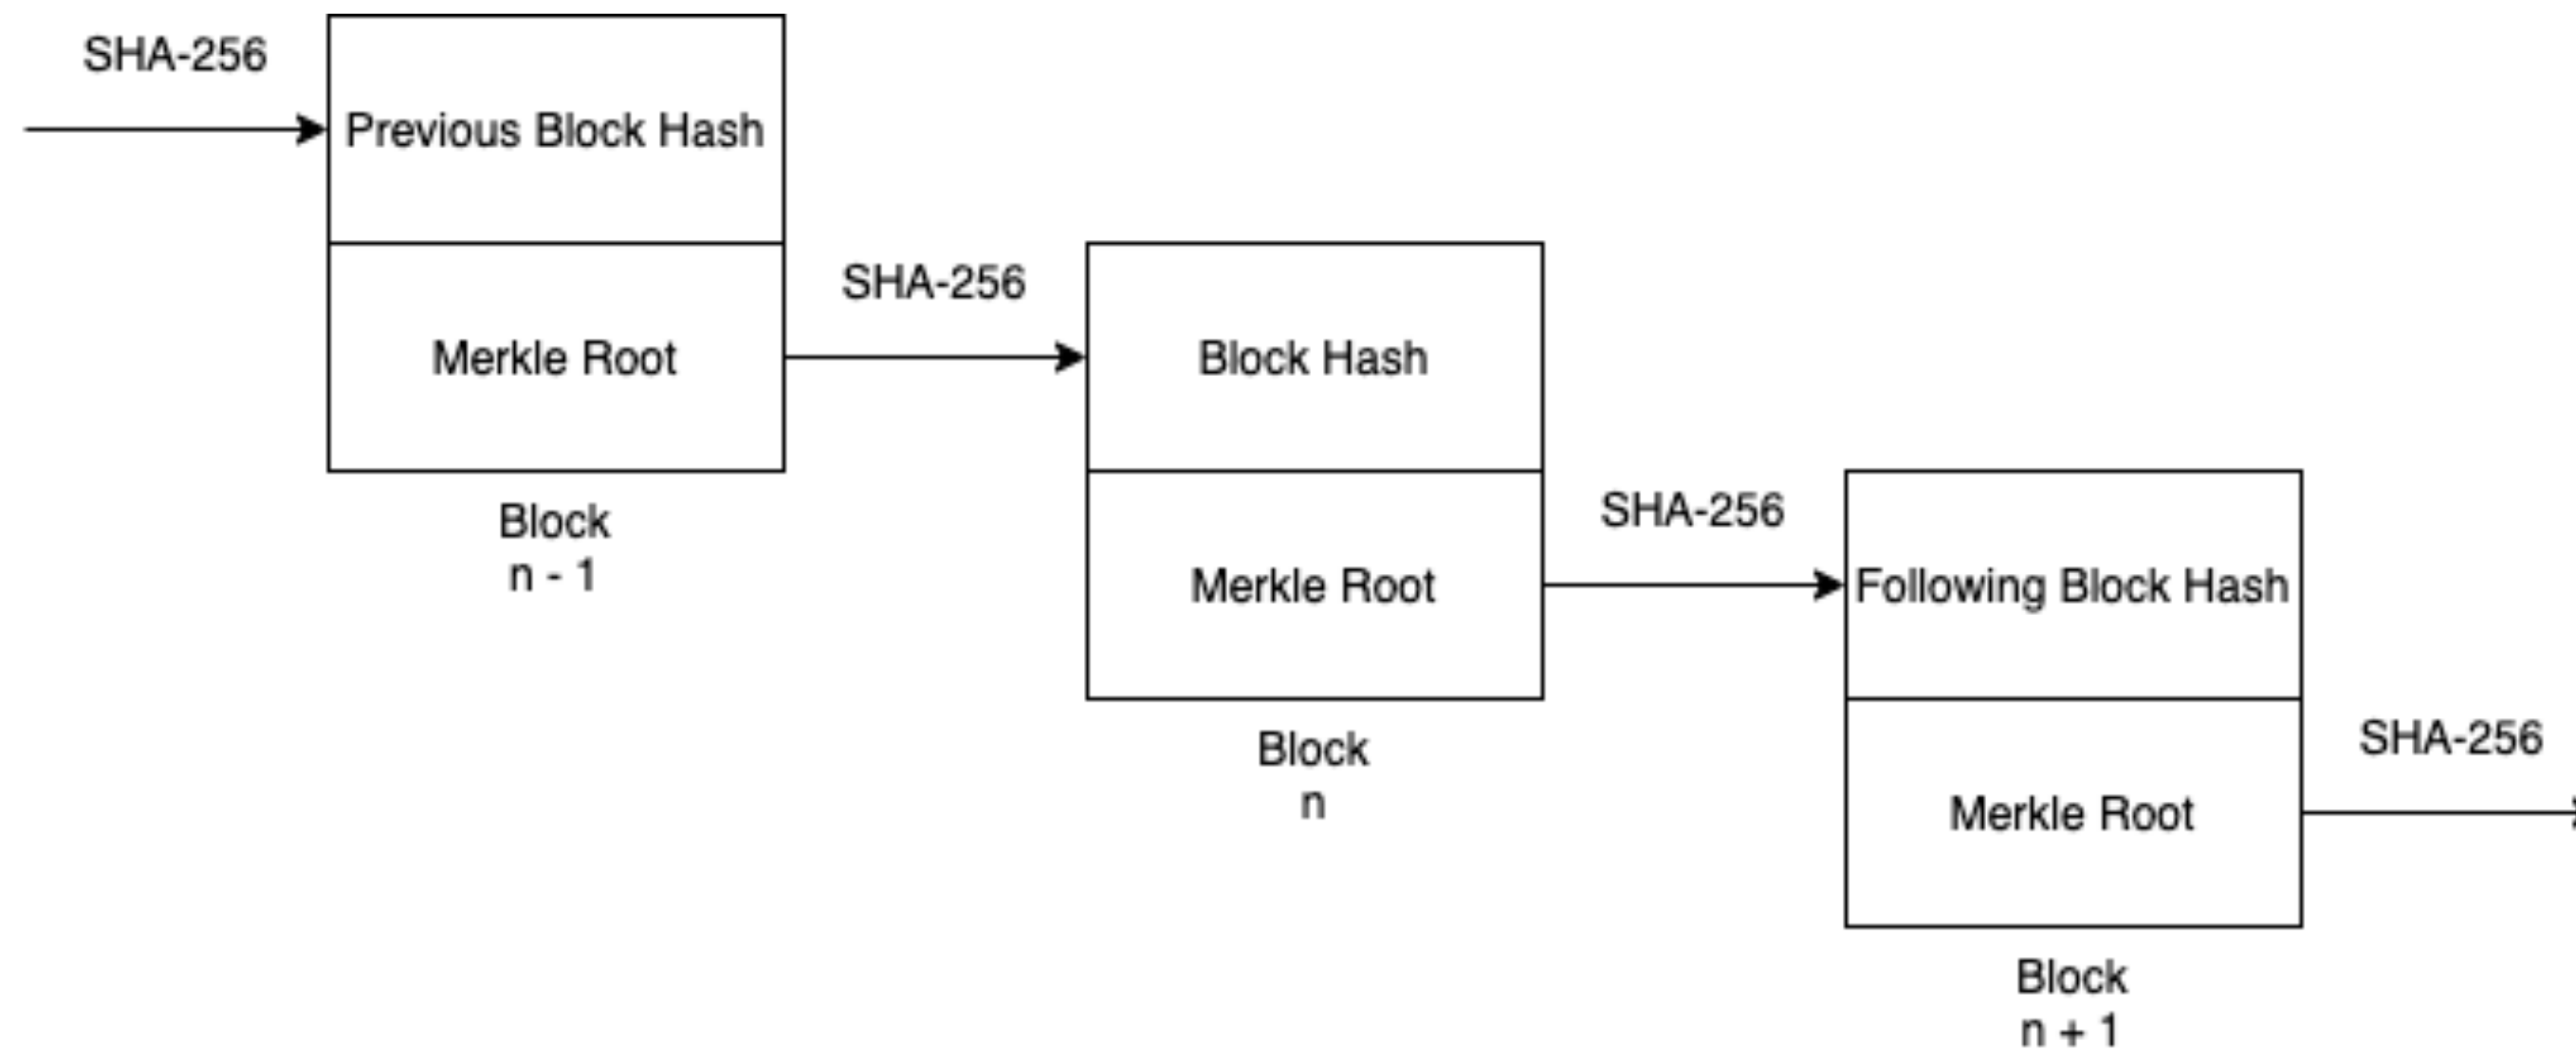 SHA-256
Previous Block Hash
Merkle Root
Block
n - 1
SHA-256
Block Hash
Merkle Root
Block
n
SHA-256
Following Block Hash
Merkle Root
Block
n + 1
SHA-256